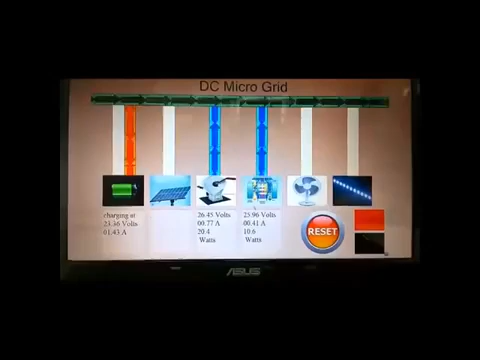 DC Micro Grid
charging at
23.36 Volts
01.43 A
26.45 Volts
00.77 A
20.4
Watts
25.96 Volts
00.41 A
10.6
Watts
RESET
ASUS